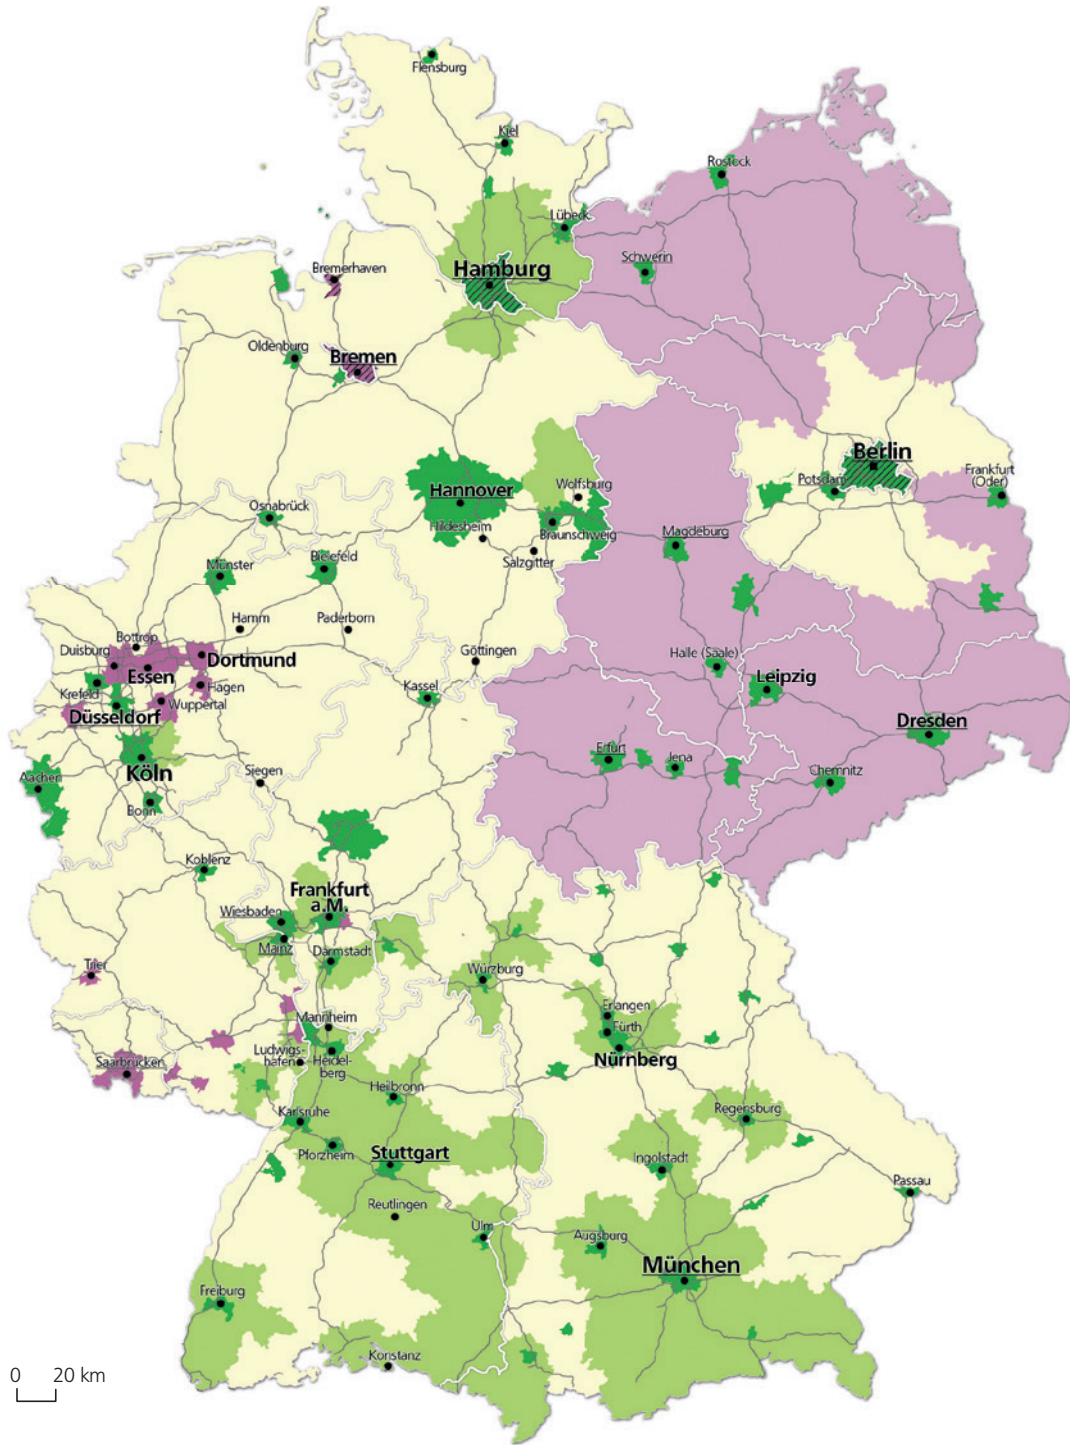 Flensburg
Kiel
Rostock
Lübeck
Schwerin
Hamburg
Bremerhaven
Oldenburg
Bremen
Berlin
Potsdam
Frankfurt
(Oder)
Wolfsburg
Hannover
Osnabrück
Hildesheim
Braunschweig
Magdeburg
Salzgitter
Bielefeld
Münster
Hamm
Paderborn
Bottrop
Duisburg
Dortmund
Göttingen
Halle (Saale)
Essen
Leipzig
Krefeld
Hagen
Kassel
Wuppertal
Düsseldorf
Dresden
Erfurt
Jena
Köln
Siegen
Aachen
Chemnitz
Bonn
Koblenz
Frankfurt
a.M.
Wiesbaden
Mainz
Darmstadt
Trier
Würzburg
Erlangen
Mannheim
Fürth
Ludwigs-
hafen
Heidel-
berg
Nürnberg
Saarbrücken
Heilbronn
Karlsruhe
Regensburg
Pforzheim
Stuttgart
Ingolstadt
Passau
Reutlingen
Ulm
Augsburg
München
Freiburg
Konstanz
0 20 km